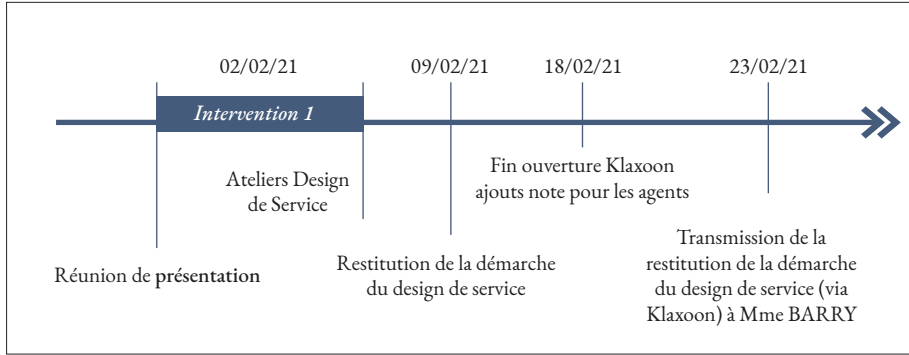 02/02/21
09/02/21
18/02/21
23/02/21
Intervention 1
Ateliers Design
de Service
Fin ouverture Klaxoon
ajouts note pour les agents
Réunion de présentation
Restitution de la démarche
du design de service
Transmission de la
restitution de la démarche
du design de service (via
Klaxoon) à Mme BARRY